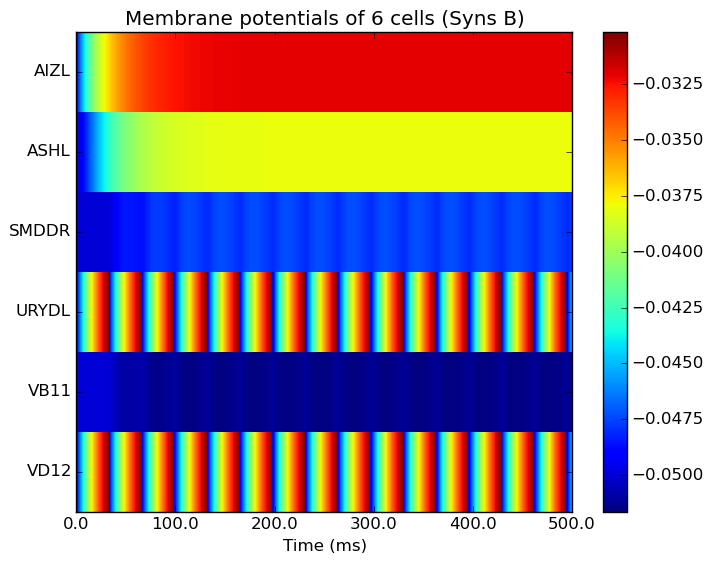 Membrane potentials of 6 cells (Syns B)
AIZL
ASHL
SMDDR
URYDL
VB11
VD12
0.0 100.0 200.0 300.0 400.0 500.0
Time (ms)
−0.0325
−0.0350
−0.0375
−0.0400
−0.0425
−0.0450
−0.0475
−0.0500